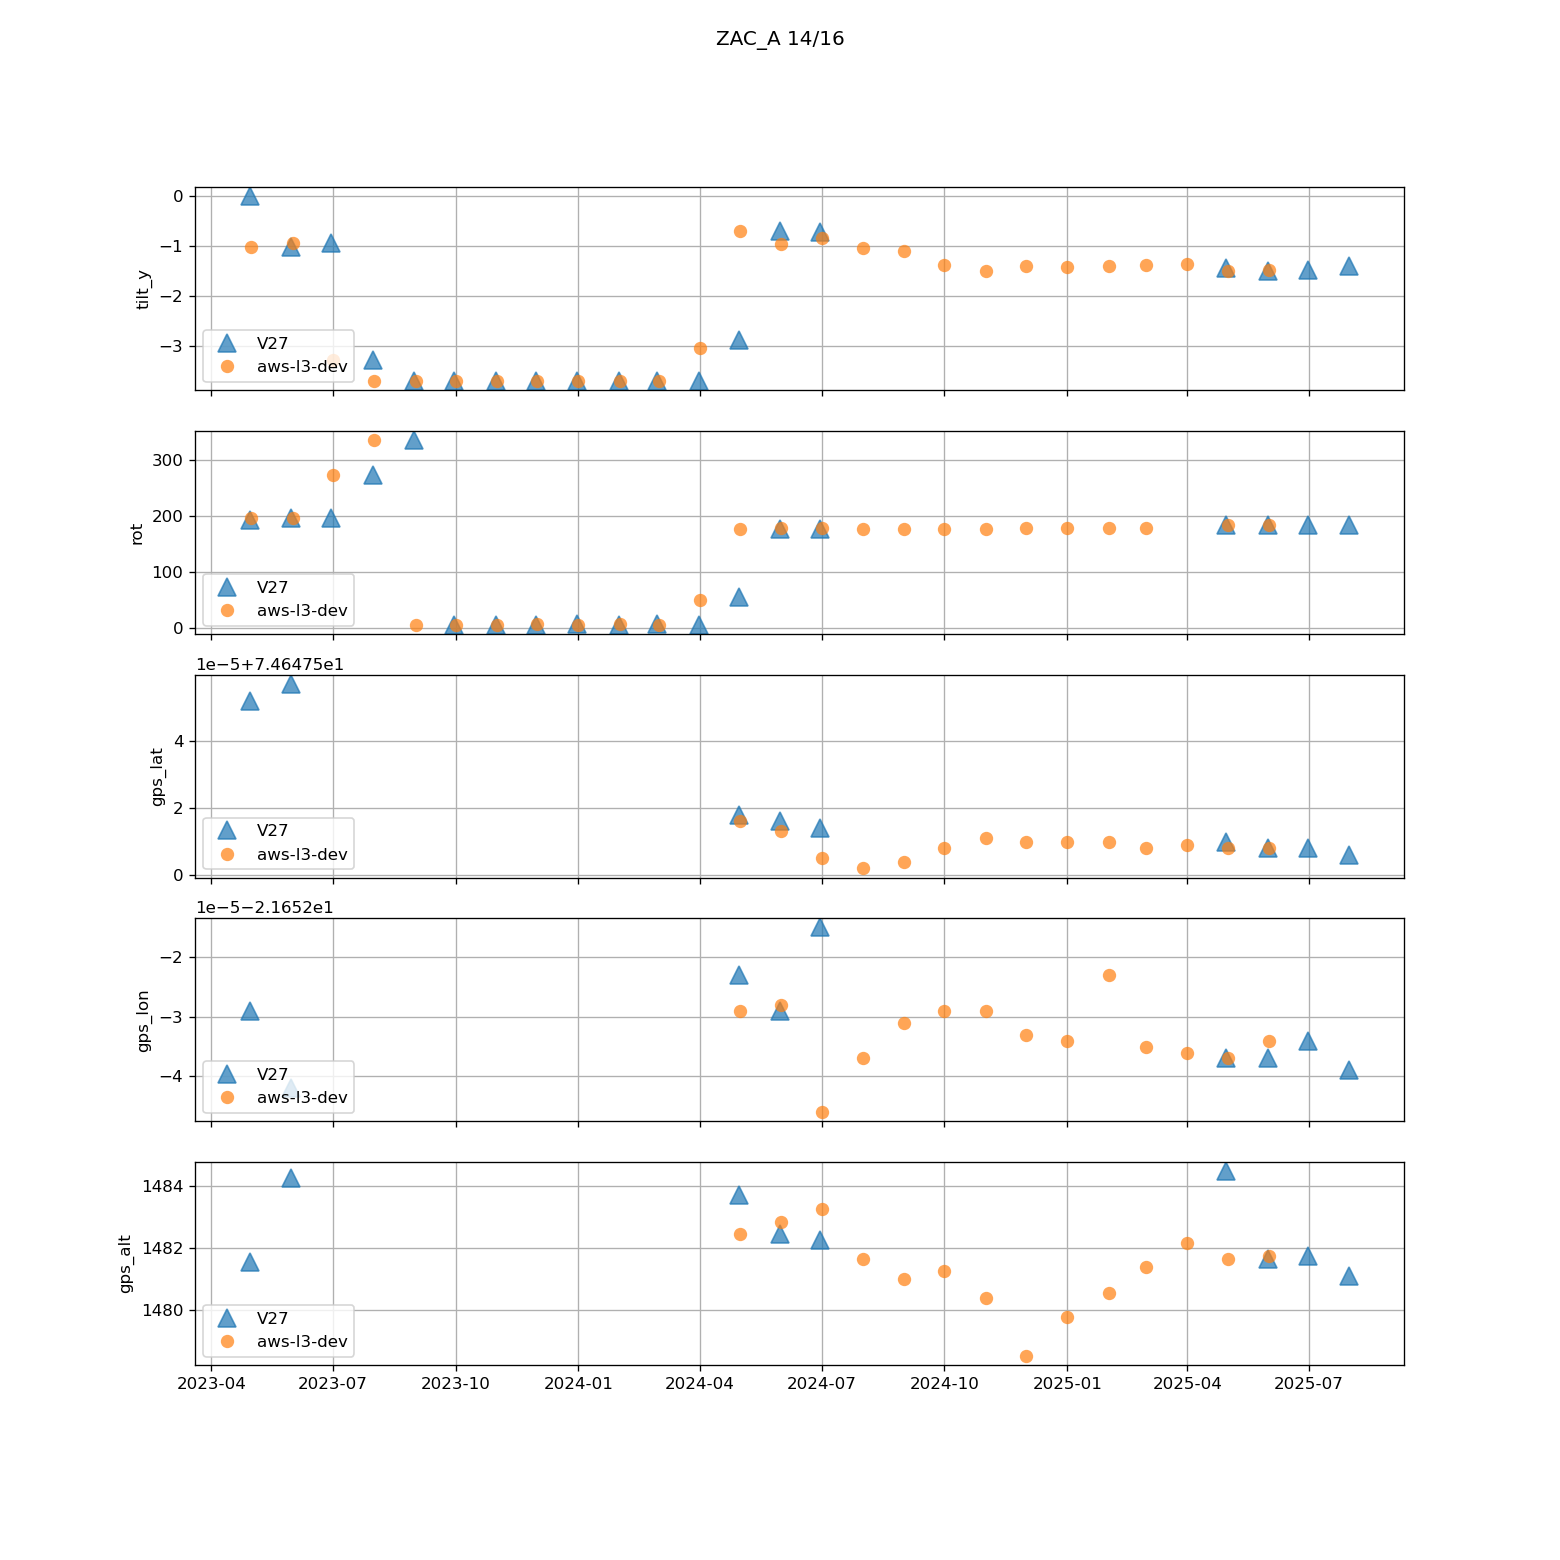 ZAC_A 14/16
0
−1
−2
−3
tilt_y
V27
aws-l3-dev
300
200
100
0
rot
V27
aws-l3-dev
1e−5+7.46475e1
4
2
0
gps_lat
V27
aws-l3-dev
1e−5−2.1652e1
−2
−3
−4
gps_lon
V27
aws-l3-dev
1484
1482
1480
gps_alt
V27
aws-l3-dev
2023-04 2023-07 2023-10 2024-01 2024-04 2024-07 2024-10 2025-01 2025-04 2025-07